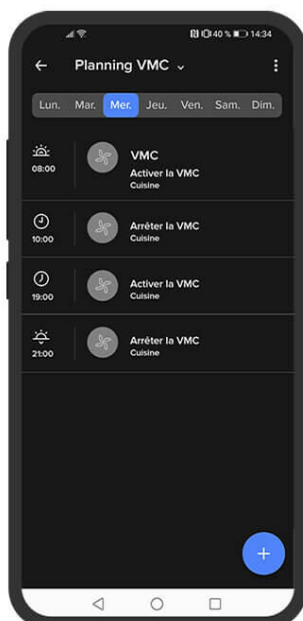 40 % 14:34
Planning VMC
Lun. Mar. Mer. Jeu. Ven. Sam. Dim.
VMC
08:00
Activer la VMC
Cuisine
Arrêter la VMC
10:00
Cuisine
Activer la VMC
19:00
Cuisine
Arrêter la VMC
21:00
Cuisine